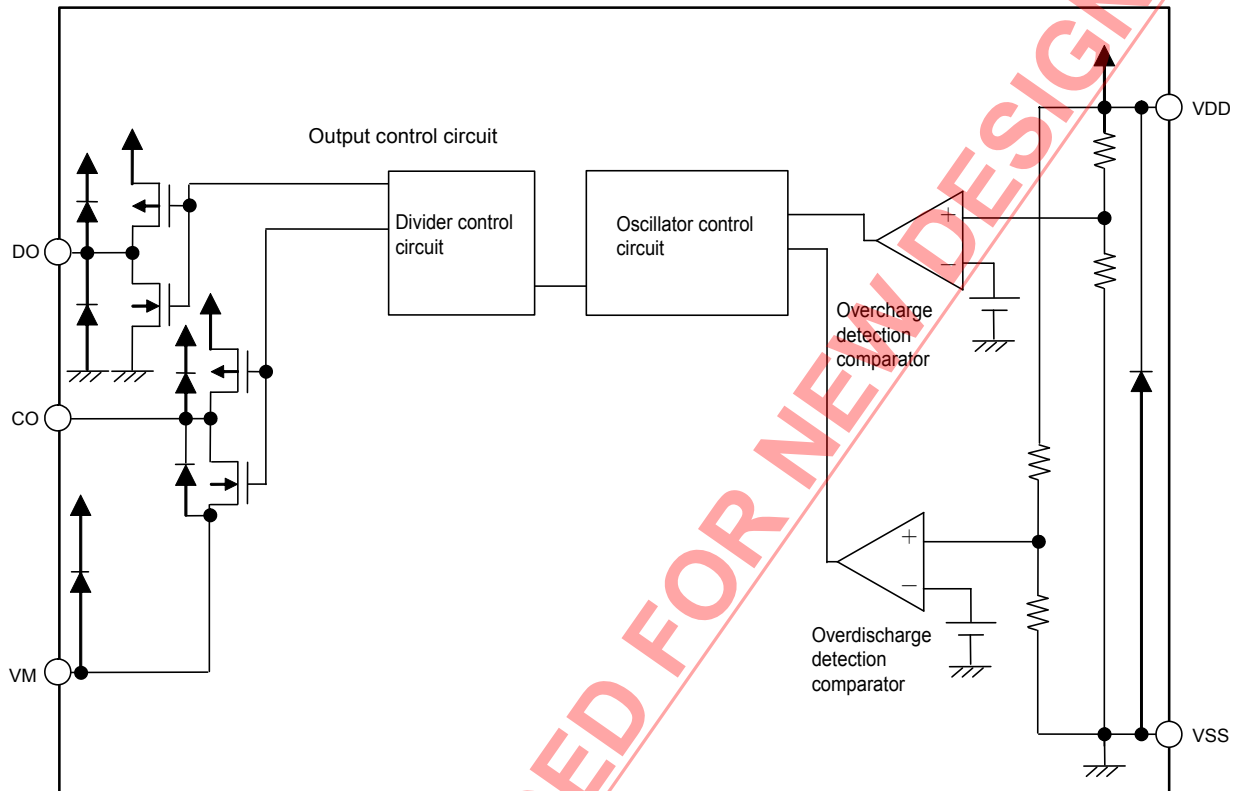 Output control circuit
VDD
Divider control
circuit
Oscillator control
circuit
+
−
DO
Overcharge
detection
comparator
CO
+
−
Overdischarge
detection
comparator
VM
VSS
ED FOR NEW DESIGN